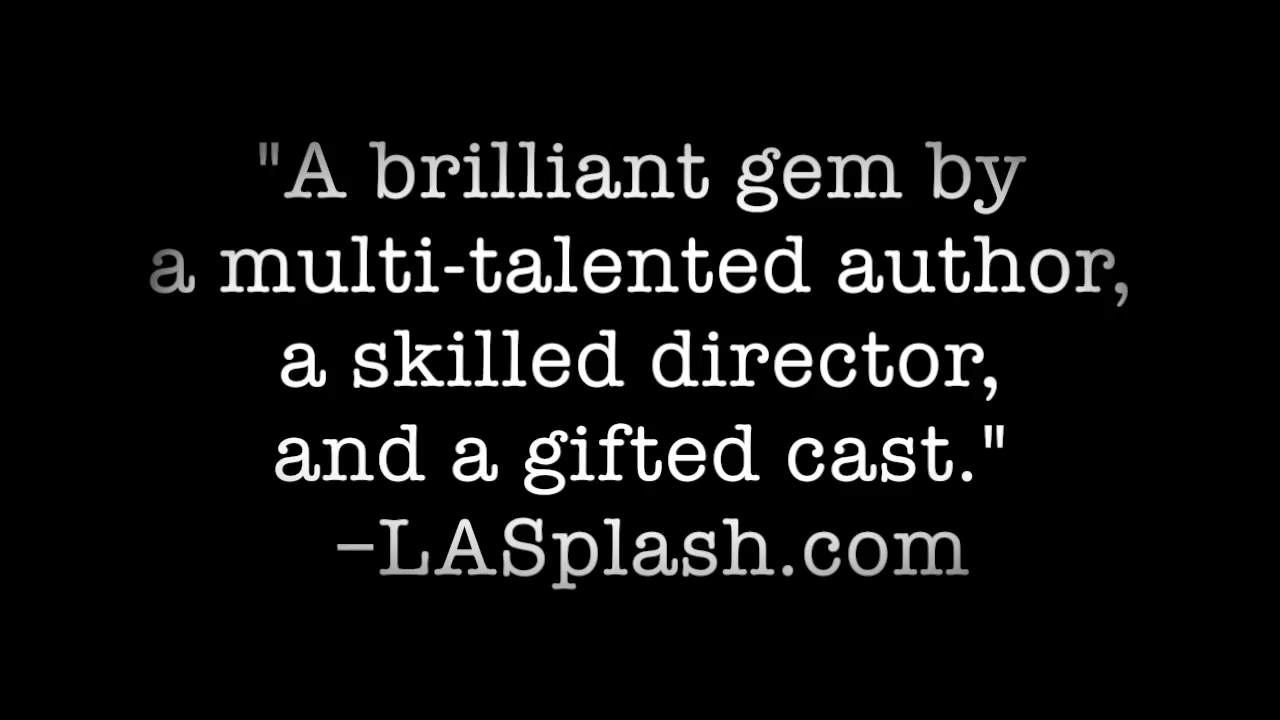 "A brilliant gem by
a multi-talented author,
a skilled director,
and a gifted cast."
–LASplash.com